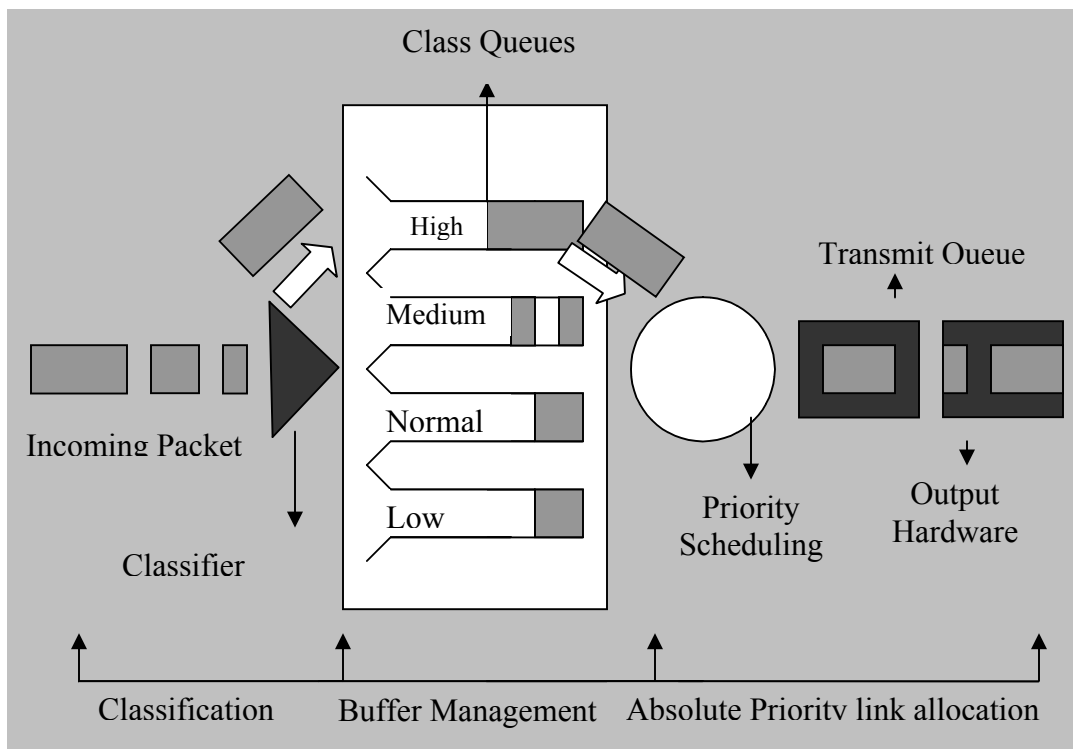 Class Queues
High
Transmit Queue
Medium
Normal
Incoming Packet
Low
Priority
Scheduling
Output
Hardware
Classifier
Classification
Buffer Management
Absolute Priority link allocation